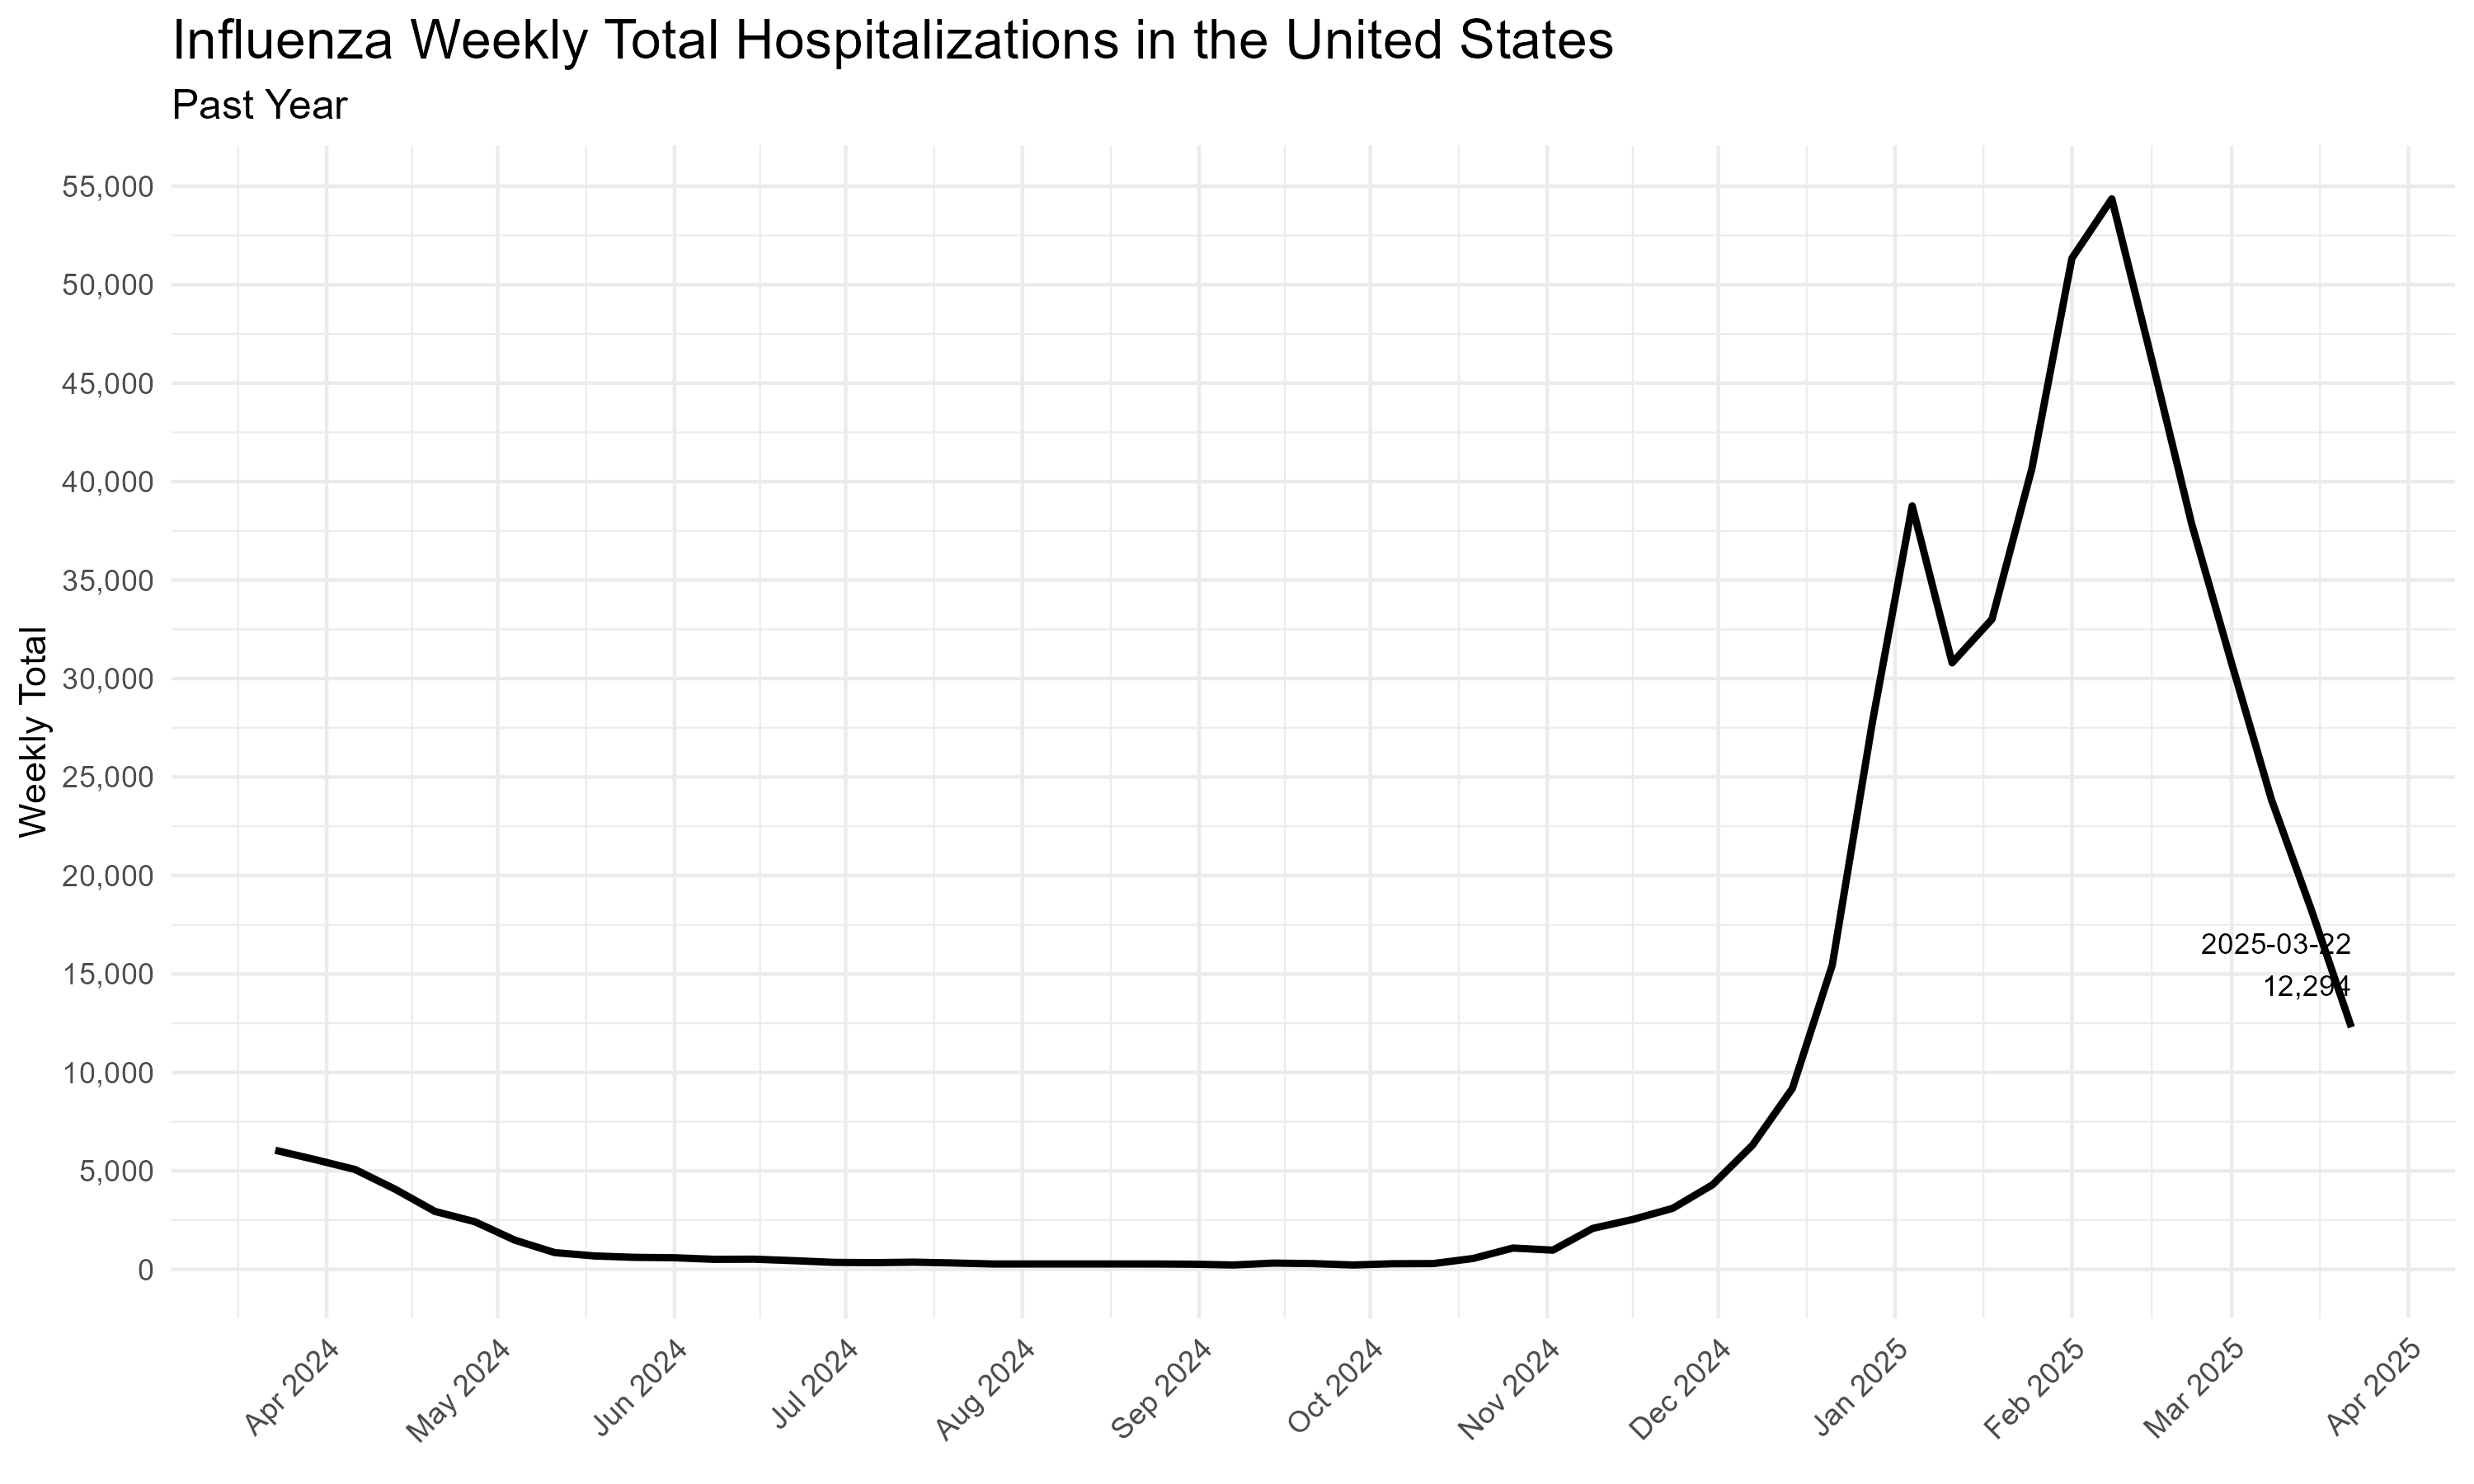 Influenza Weekly Total Hospitalizations in the United States
Past Year
Weekly Total
55,000
50,000
45,000
40,000
35,000
30,000
25,000
20,000
15,000
10,000
5,000
0
2025-03-22
12,294
Apr 2024
May 2024
Jun 2024
Jul 2024
Aug 2024
Sep 2024
Oct 2024
Nov 2024
Dec 2024
Jan 2025
Feb 2025
Mar 2025
Apr 2025